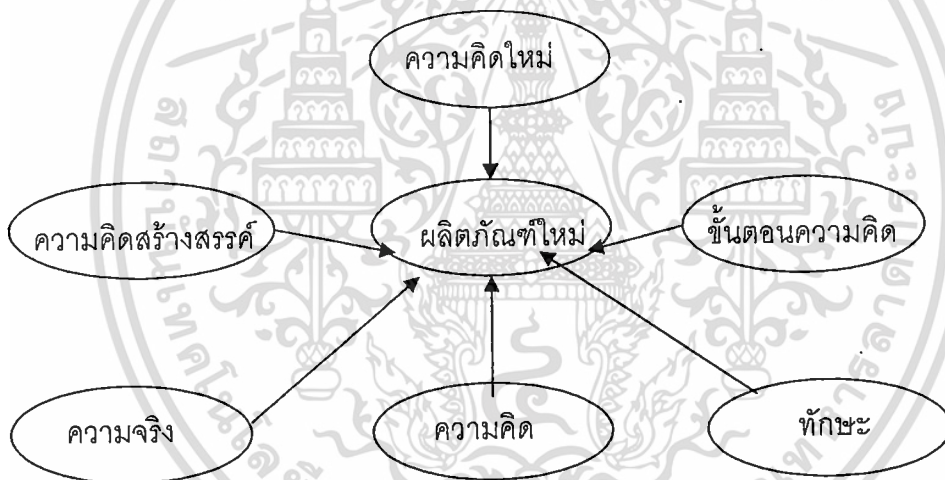 ความคิดใหม่
ความคิดสร้างสรรค์
ผลิตภัณฑ์ใหม่
ขั้นตอนความคิด
ความจริง
ความคิด
ทักษะ